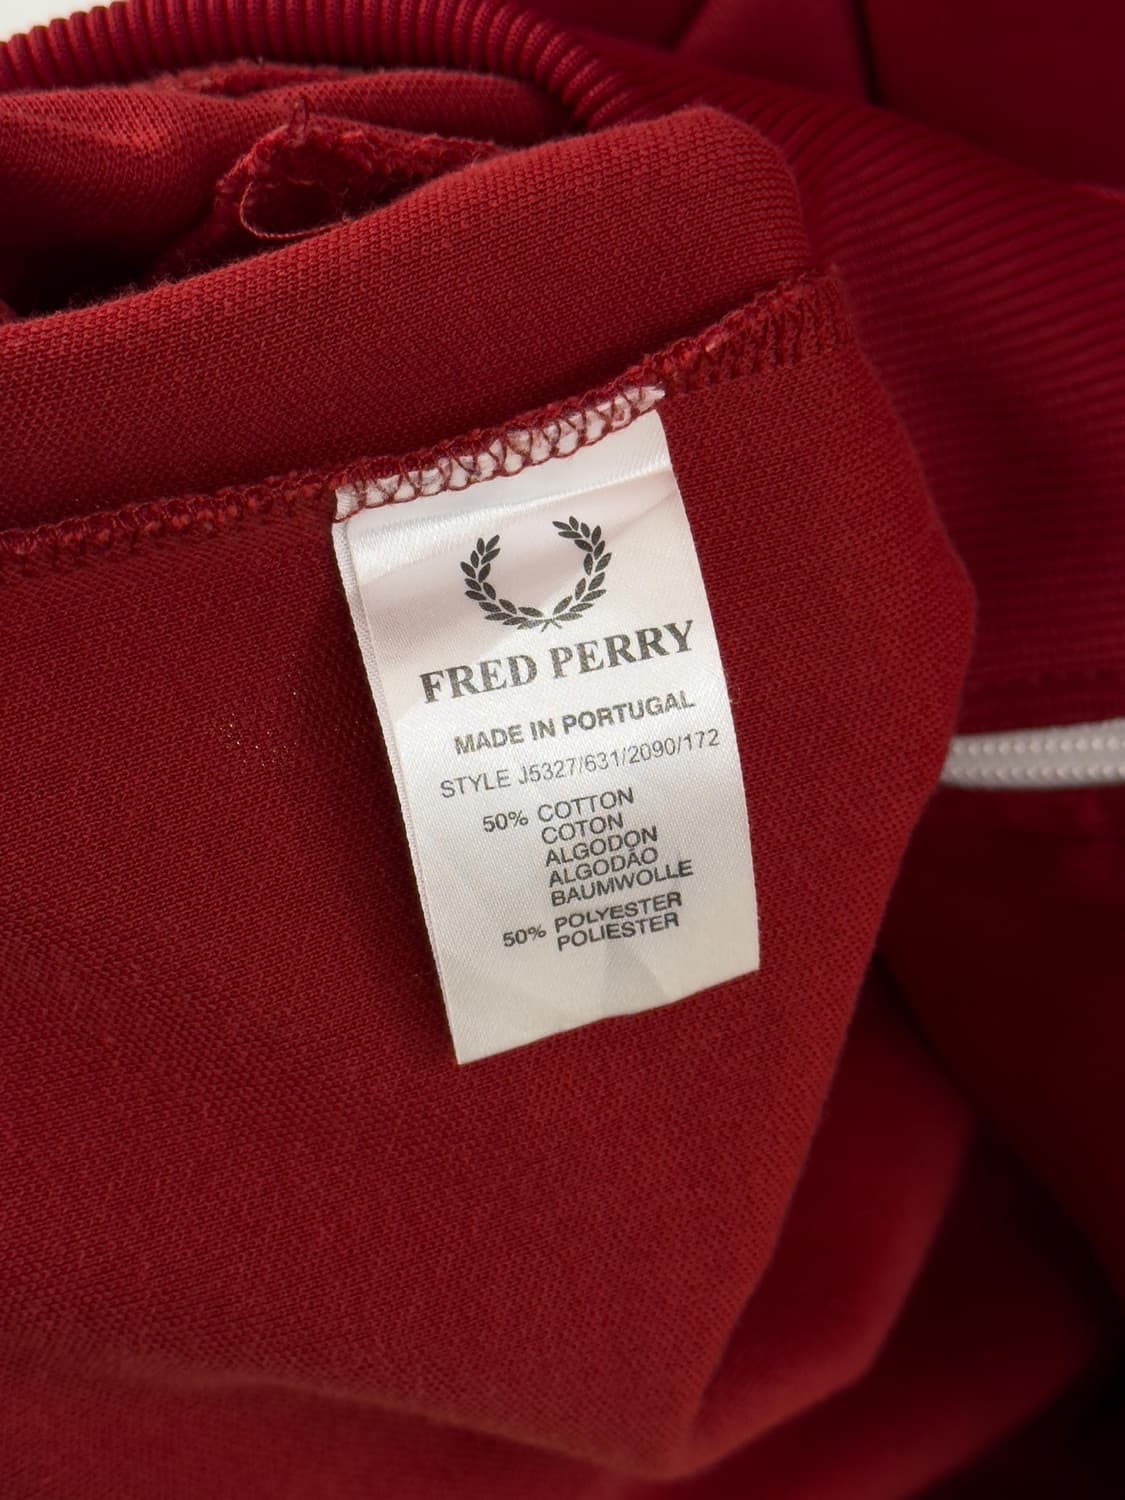 FRED PERRY
MADE IN PORTUGAL
STYLE J5327/631/2090/172
50% COTTON
COTON
ALGODON
ALGODÃO
BAUMWOLLE
50% POLYESTER
POLIESTER